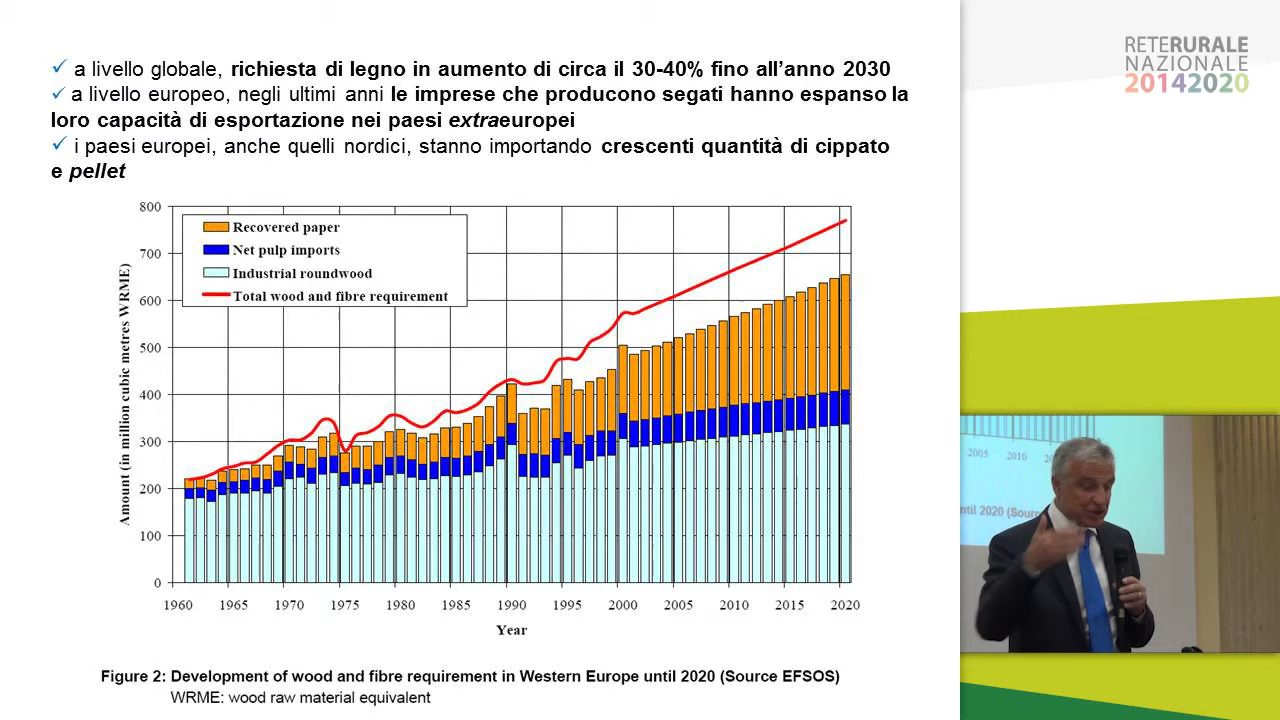 ✓ a livello globale, richiesta di legno in aumento di circa il 30-40% fino all'anno 2030
✓ a livello europeo, negli ultimi anni le imprese che producono segati hanno espanso la
loro capacità di esportazione nei paesi extraeuropei
✓ i paesi europei, anche quelli nordici, stanno importando crescenti quantità di cippato
e pellet
RETERURALE
NAZIONALE
20142020
Amount (in million cubic metres WRME)
800
700
600
500
400
300
200
100
0
Recovered paper
Net pulp imports
Industrial roundwood
Total wood and fibre requirement
1960 1965 1970 1975 1980 1985 1990 1995 2000 2005 2010 2015 2020
Year
Figure 2: Development of wood and fibre requirement in Western Europe until 2020 (Source EFSOS)
WRME: wood raw material equivalent
2005 2010
until 2020 (Sour